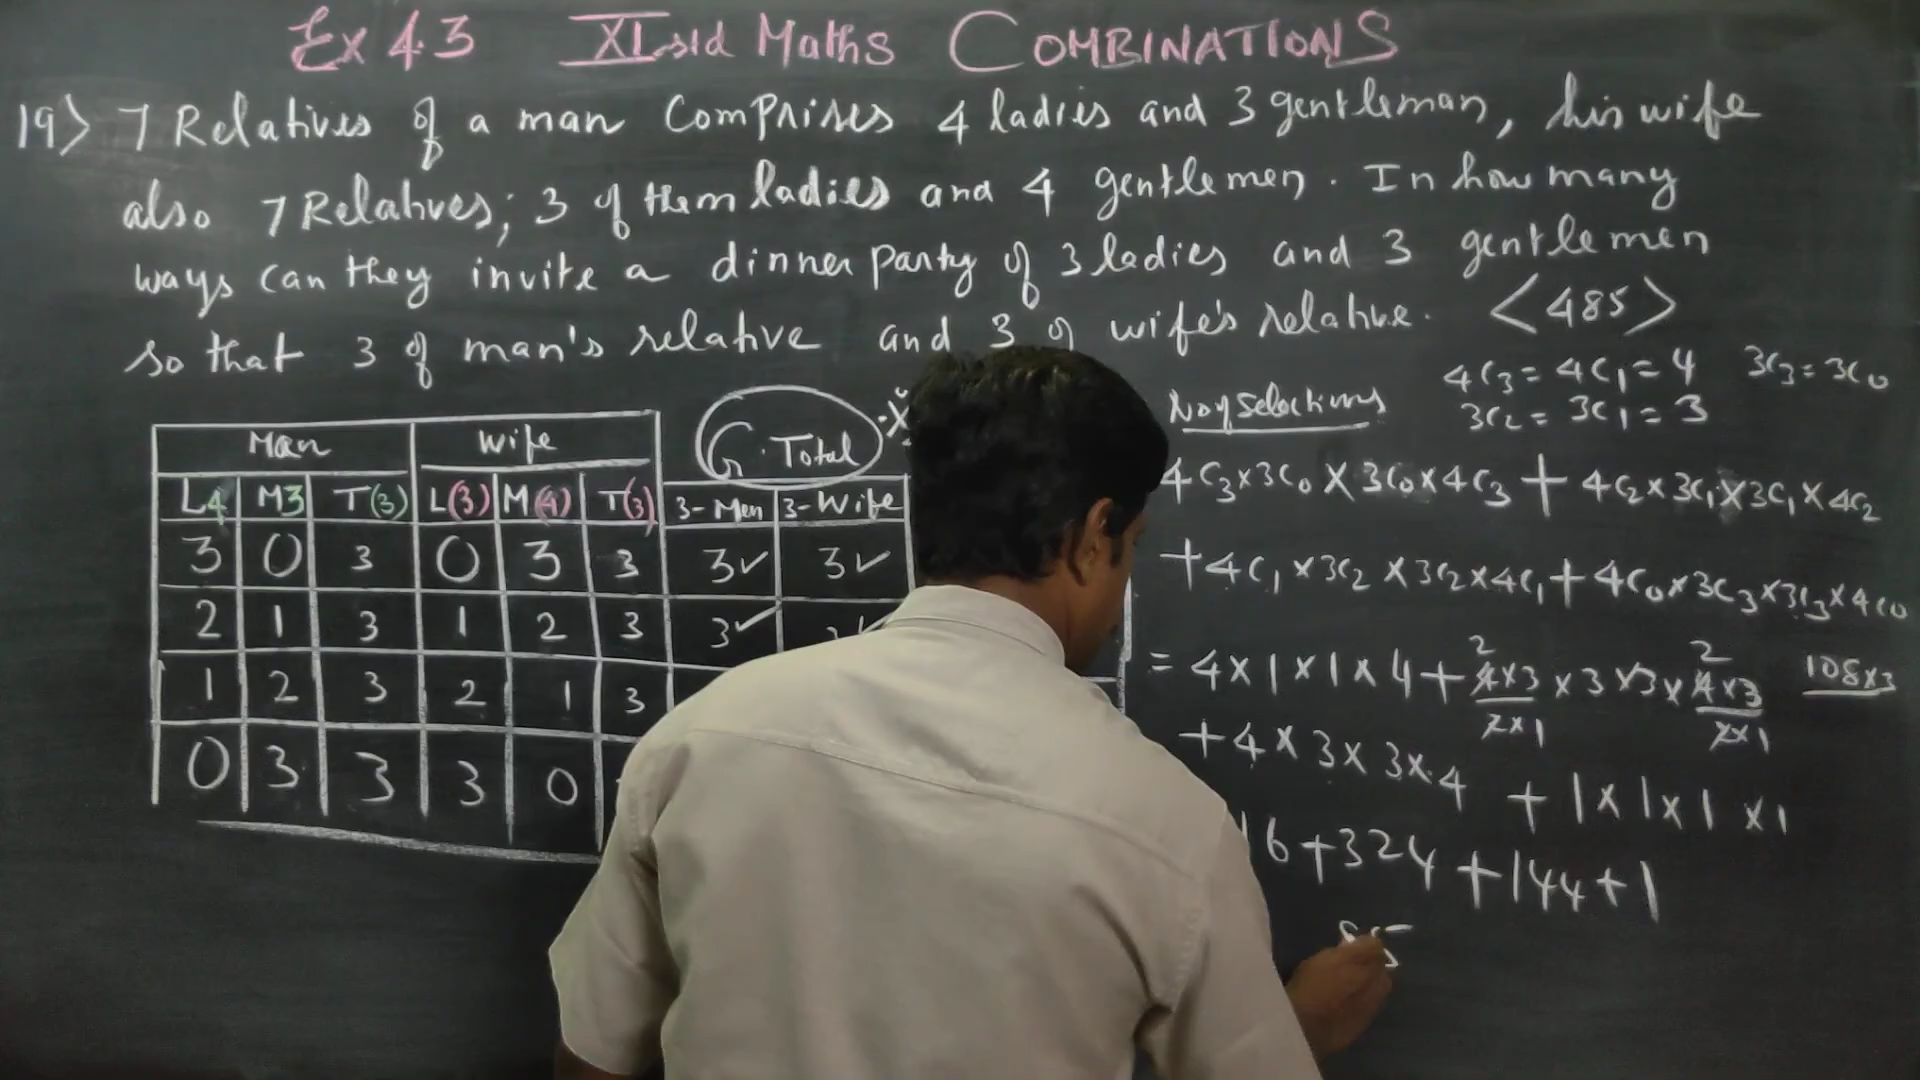 Ex 4.3 XI std Maths COMBINATIONS
19) 7 Relatives of a man comprises 4 ladies and 3 gentleman, his wife
also 7 Relatives; 3 of them ladies and 4 gentlemen. In how many
ways can they invite a dinner party of 3 ladies and 3 gentlemen
so that 3 of man's relative and 3 of wife's relative. <485>
4C3 = 4C1 = 4 3C3 = 3C0
3C2 = 3C1 = 3
Man Wife G. Total
L4 M3 T(3) L(3) M(4) T(3) 3-Men 3-Wife
3 0 3 0 3 3 3✓ 3✓
2 1 3 1 2 3 3✓
1 2 3 2 1 3
0 3 3 3 0
No of Selections
4C3 × 3C0 × 3C0 × 4C3 + 4C2 × 3C1 × 3C1 × 4C2
+ 4C1 × 3C2 × 3C2 × 4C1 + 4C0 × 3C3 × 3C3 × 4C0
= 4 × 1 × 1 × 4 + 2 4×3/2×1 × 3 × 3 × 2 4×3/2×1 108×3
+ 4 × 3 × 3 × 4 + 1 × 1 × 1 × 1
16 + 324 + 144 + 1
85